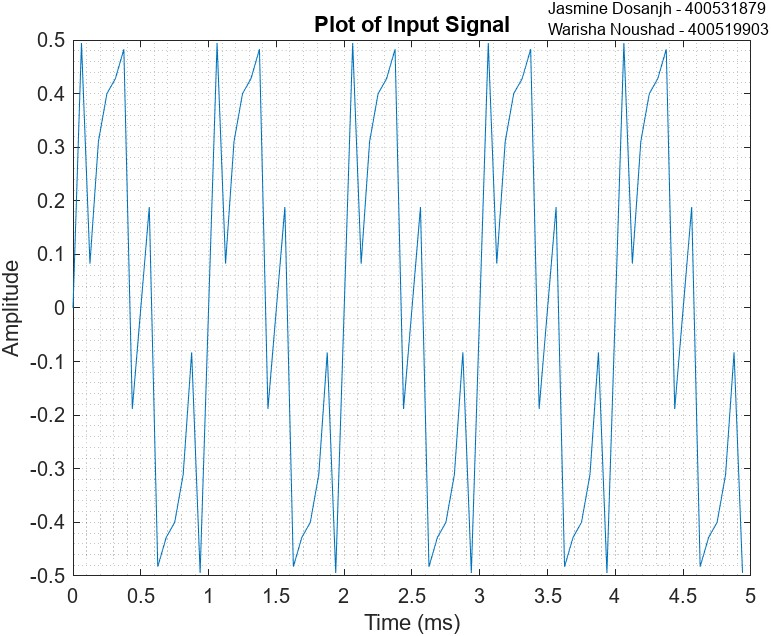 Jasmine Dosanjh - 400531879
Warisha Noushad - 400519903
Plot of Input Signal
0.5
0.4
0.3
0.2
0.1
0
-0.1
-0.2
-0.3
-0.4
-0.5
Amplitude
0 0.5 1 1.5 2 2.5 3 3.5 4 4.5 5
Time (ms)